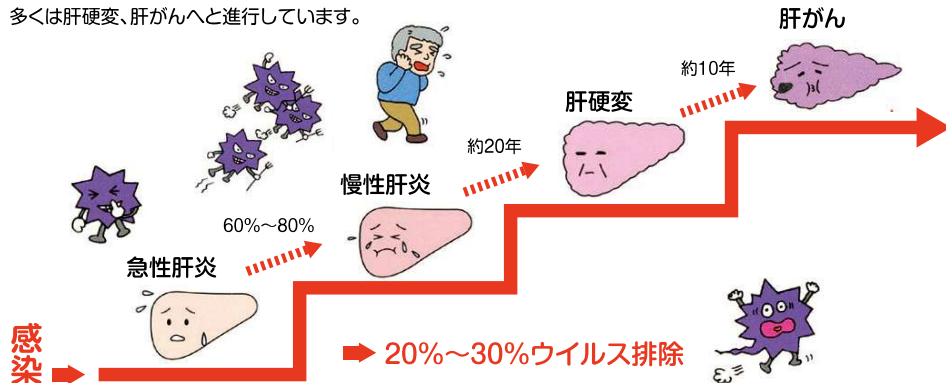 多くは肝硬変、肝がんへと進行しています。
肝がん
約10年
肝硬変
約20年
慢性肝炎
60%〜80%
急性肝炎
感染
20%〜30%ウイルス排除